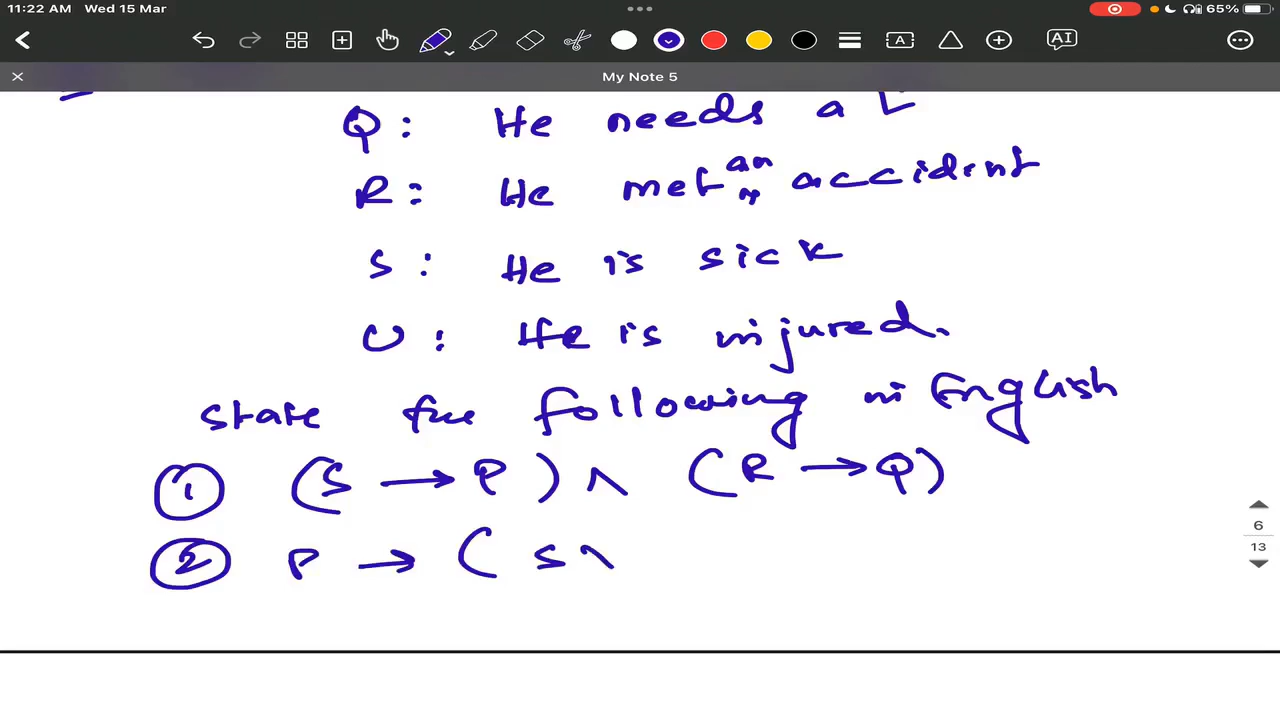 11:22 AM Wed 15 Mar 65%
A AI
My Note 5
Q: He needs a
R: He met an accident
S: He is sick
U: He is injured.
State the following in English
① (S → P) ∧ (R → Q)
② P → ( S
6
13